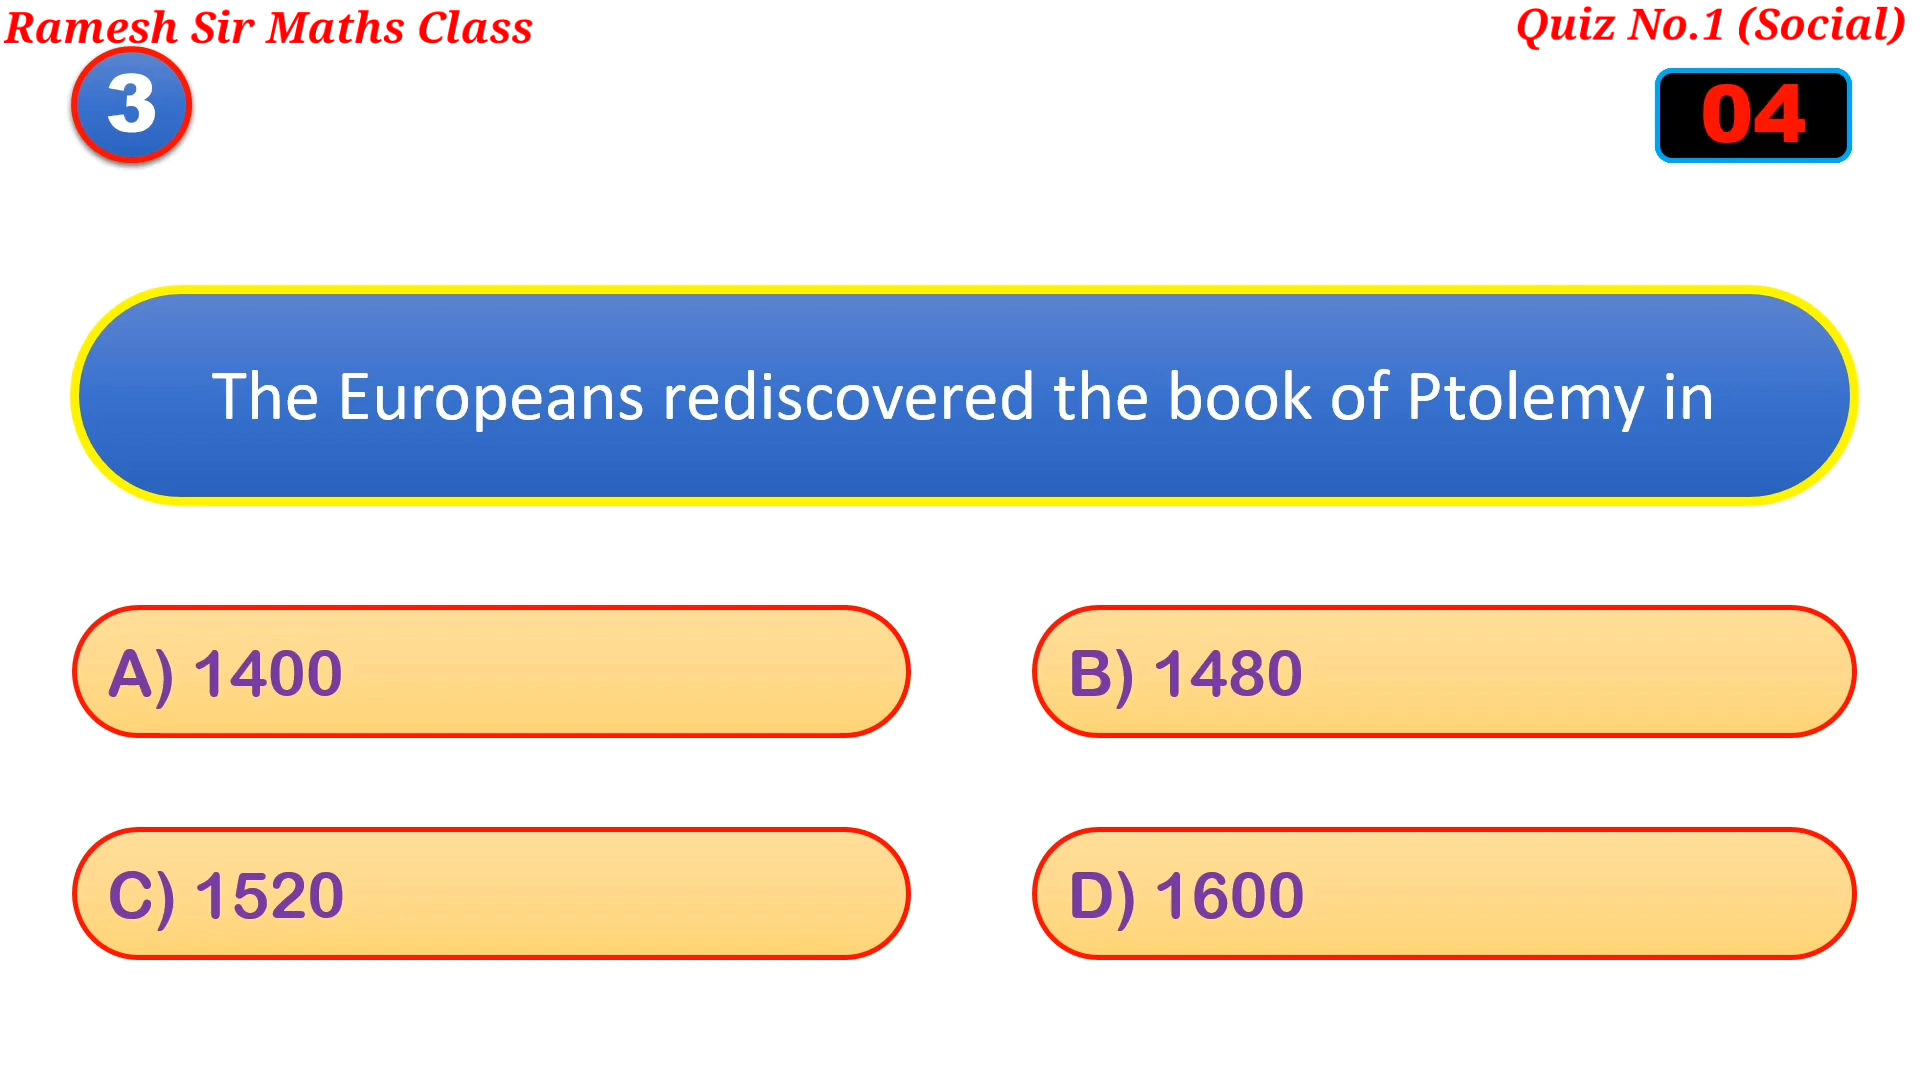 Ramesh Sir Maths Class
Quiz No.1 (Social)
3
04
The Europeans rediscovered the book of Ptolemy in
A) 1400
B) 1480
C) 1520
D) 1600